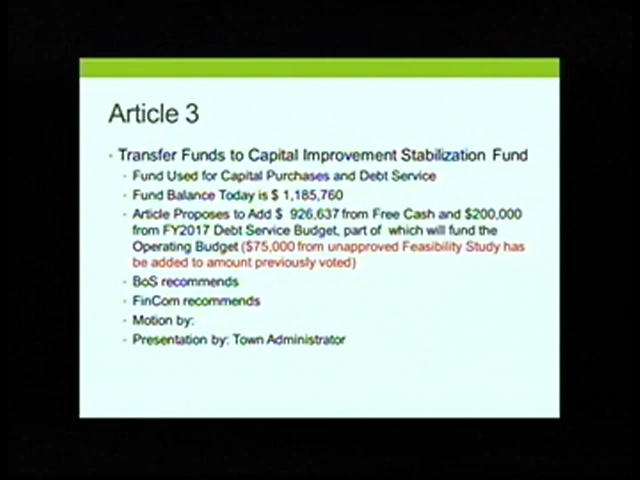 Article 3
Transfer Funds to Capital Improvement Stabilization Fund
Fund Used for Capital Purchases and Debt Service
Fund Balance Today is $ 1,185,760
Article Proposes to Add $ 926,637 from Free Cash and $200,000
from FY2017 Debt Service Budget, part of which will fund the
Operating Budget ($75,000 from unapproved Feasibility Study has
be added to amount previously voted)
BoS recommends
FinCom recommends
Motion by:
Presentation by: Town Administrator